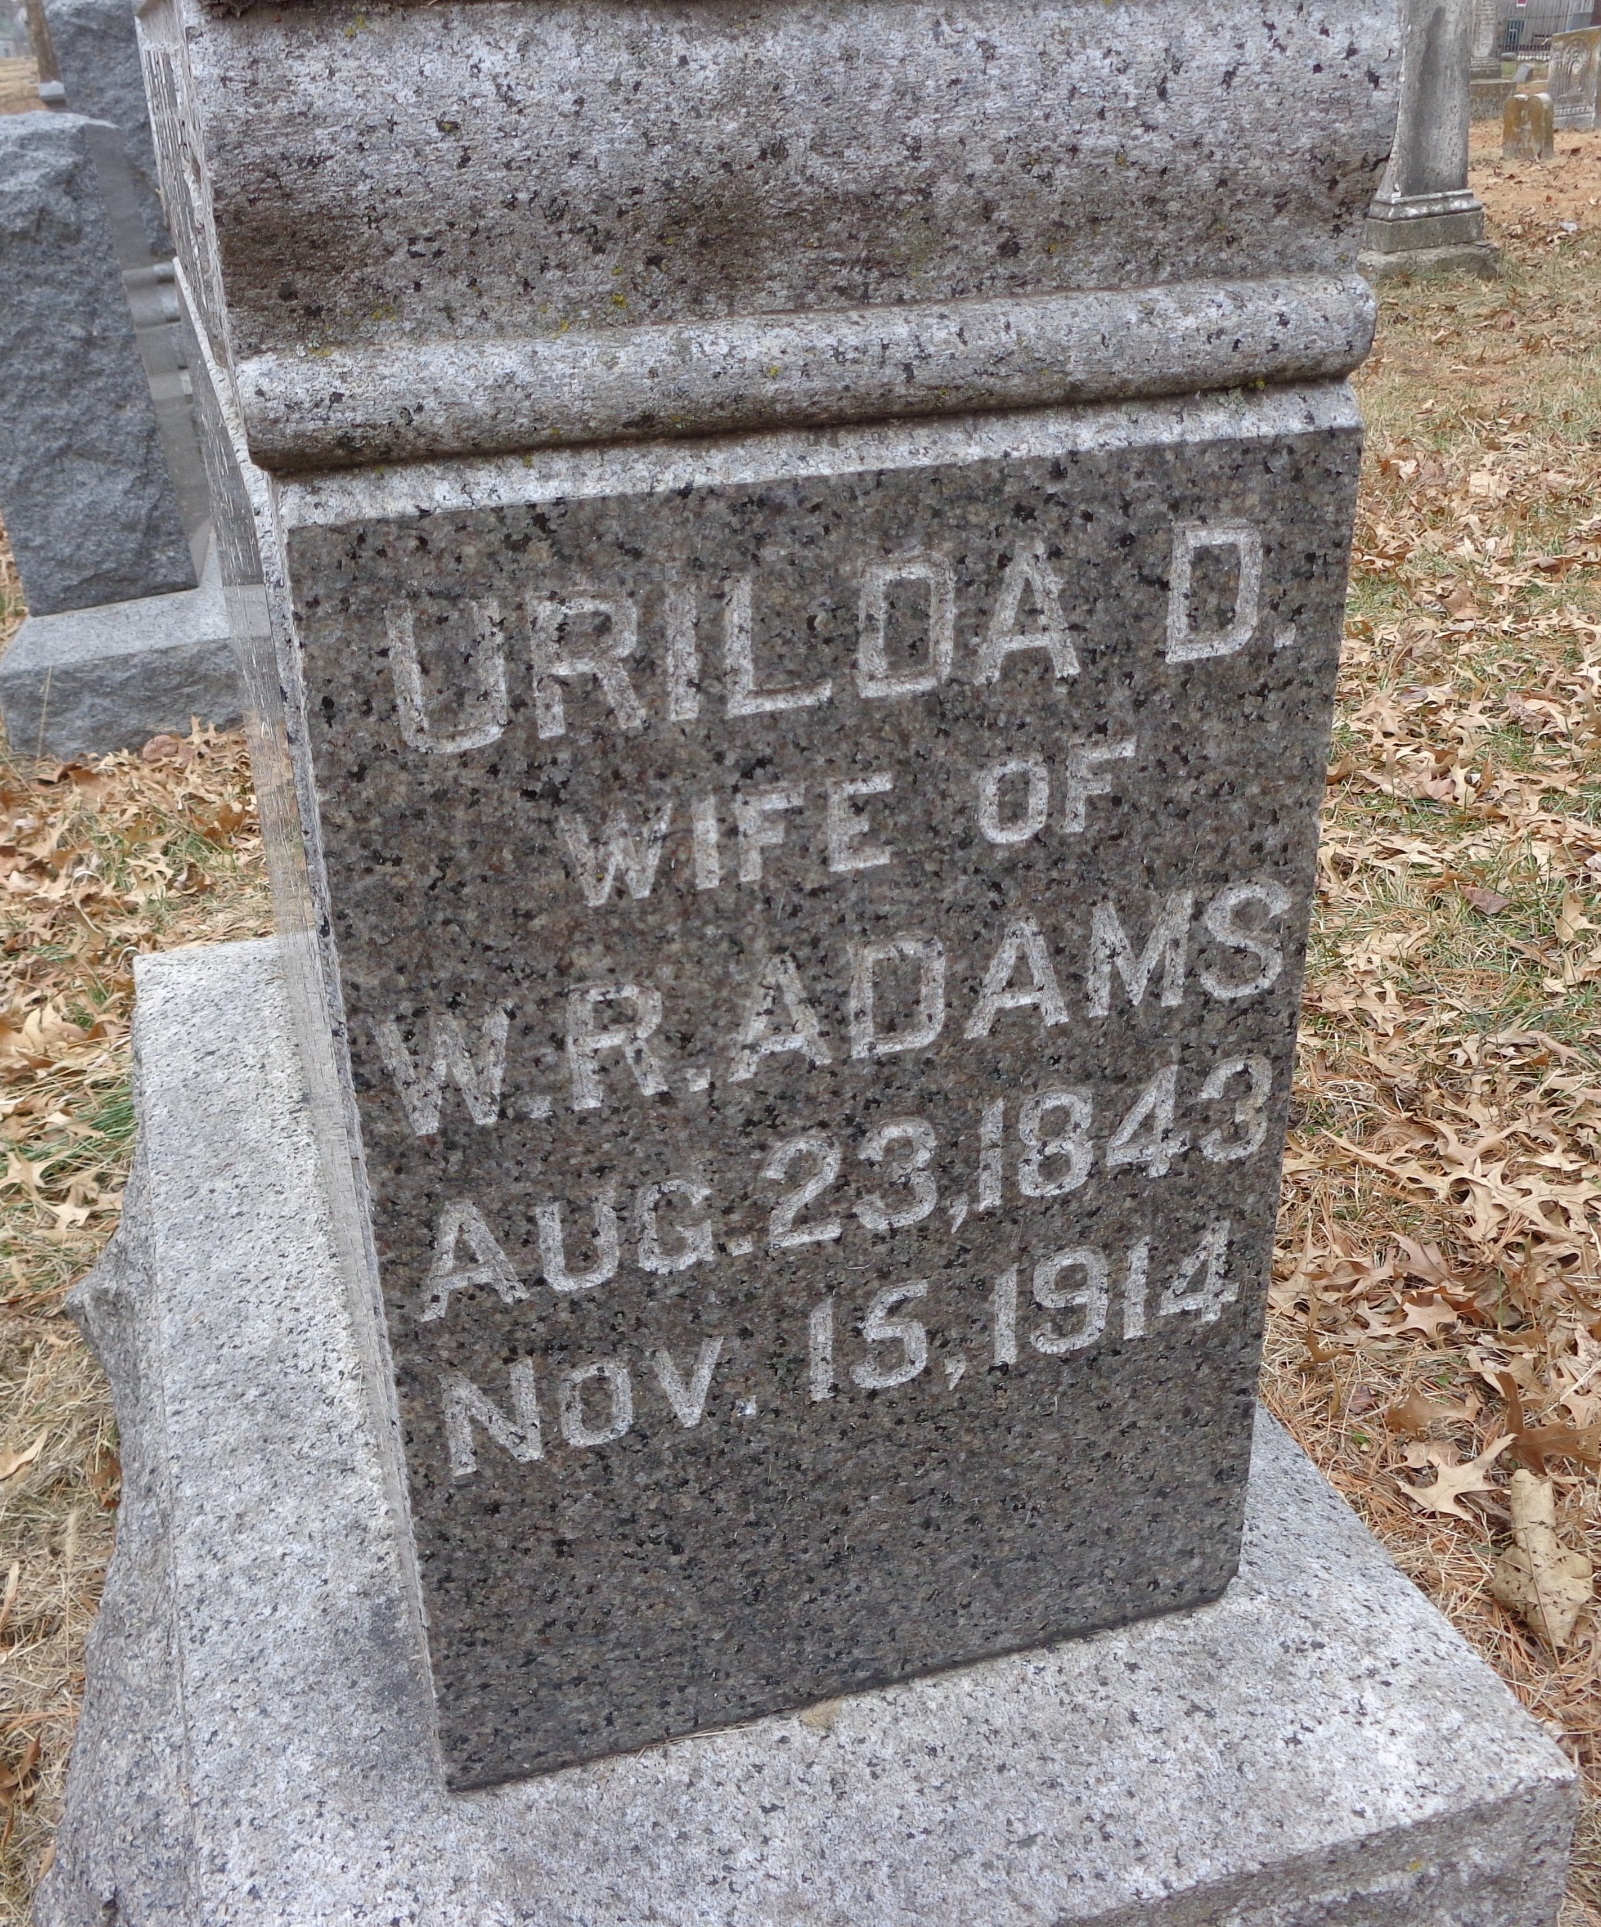 URILDA D.
WIFE OF
W.R. ADAMS
AUG. 23, 1843
NOV. 15, 1914